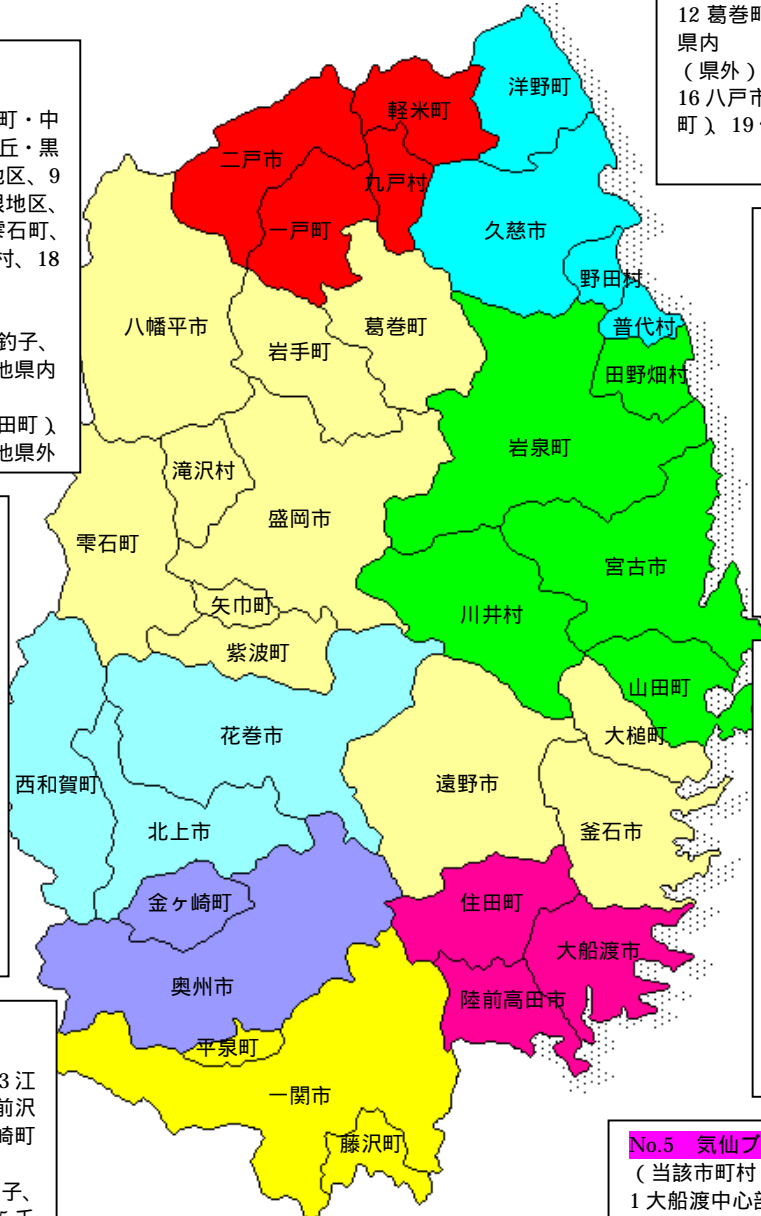 12 葛巻町
県内
（県外）
16 八戸市
町）、19
町・中
丘・黒
地区、9
根地区、
雫石町、
村、18
釣子、
他県内
田町）、
他県外
洋野町
軽米町
二戸市
九戸村
一戸町
久慈市
野田村
普代村
八幡平市
岩手町
葛巻町
田野畑村
岩泉町
滝沢村
盛岡市
雫石町
宮古市
矢巾町
川井村
紫波町
山田町
大槌町
花巻市
西和賀町
遠野市
北上市
釜石市
金ヶ崎町
住田町
大船渡市
奥州市
陸前高田市
平泉町
一関市
藤沢町
3 江
前沢
崎町
子、
No.5 気仙ブ
（当該市町村
1 大船渡中心部